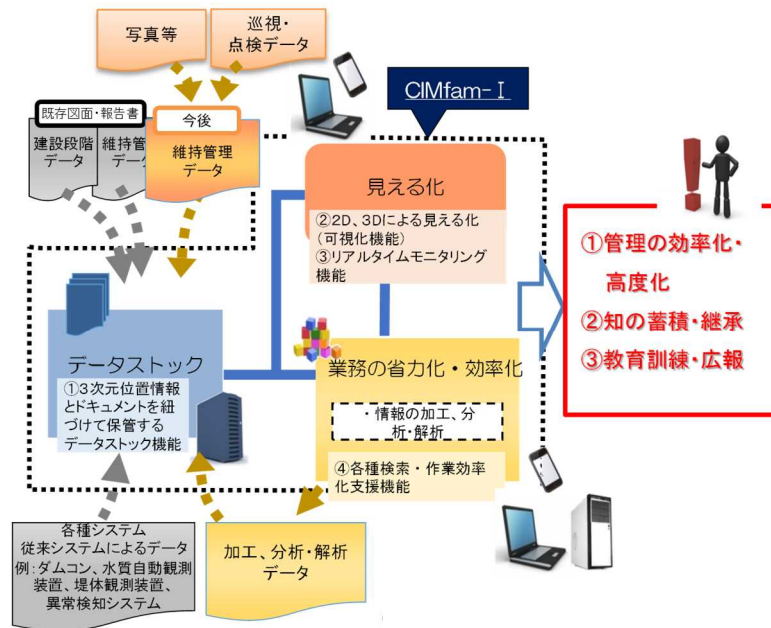 写真等
巡視・
点検データ
CIMfam-Ⅰ
既存図面・報告書
今後
建設段階
データ
維持管
デー
維持管理
データ
見える化
②2D、3Dによる見える化
(可視化機能)
③リアルタイムモニタリング
機能
①管理の効率化・
高度化
②知の蓄積・継承
③教育訓練・広報
データストック
①3次元位置情報
とドキュメントを紐
づけて保管する
データストック機能
業務の省力化・効率化
・情報の加工、分
析・解析
④各種検索・作業効率
化支援機能
各種システム
従来システムによるデータ
例:ダムコン、水質自動観測
装置、堤体観測装置、
異常検知システム
加工、分析・解析
データ